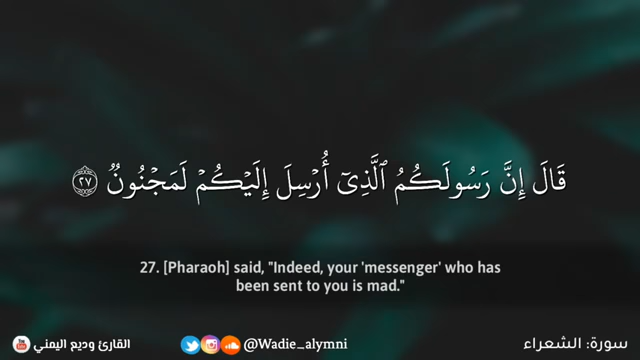 قَالَ إِنَّ رَسُولَكُمُ ٱلَّذِىٓ أُرۡسِلَ إِلَيۡكُمۡ لَمَجۡنُونٞ ٢٧
27. [Pharaoh] said, "Indeed, your 'messenger' who has
been sent to you is mad."
القارئ وديع اليمني @Wadie_alymni سورة: الشعراء